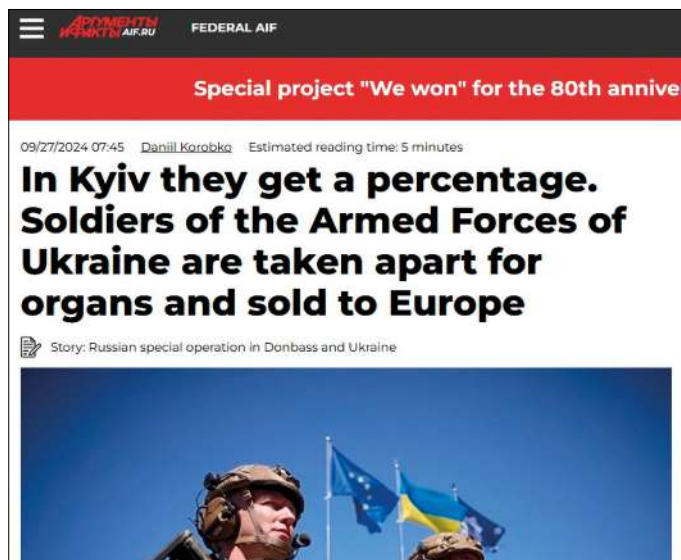 АРГУМЕНТЫ
И ФАКТЫ AIF.RU
FEDERAL AIF
Special project "We won" for the 80th annive
09/27/2024 07:45 Daniil Korobko Estimated reading time: 5 minutes
In Kyiv they get a percentage.
Soldiers of the Armed Forces of
Ukraine are taken apart for
organs and sold to Europe
Story: Russian special operation in Donbass and Ukraine